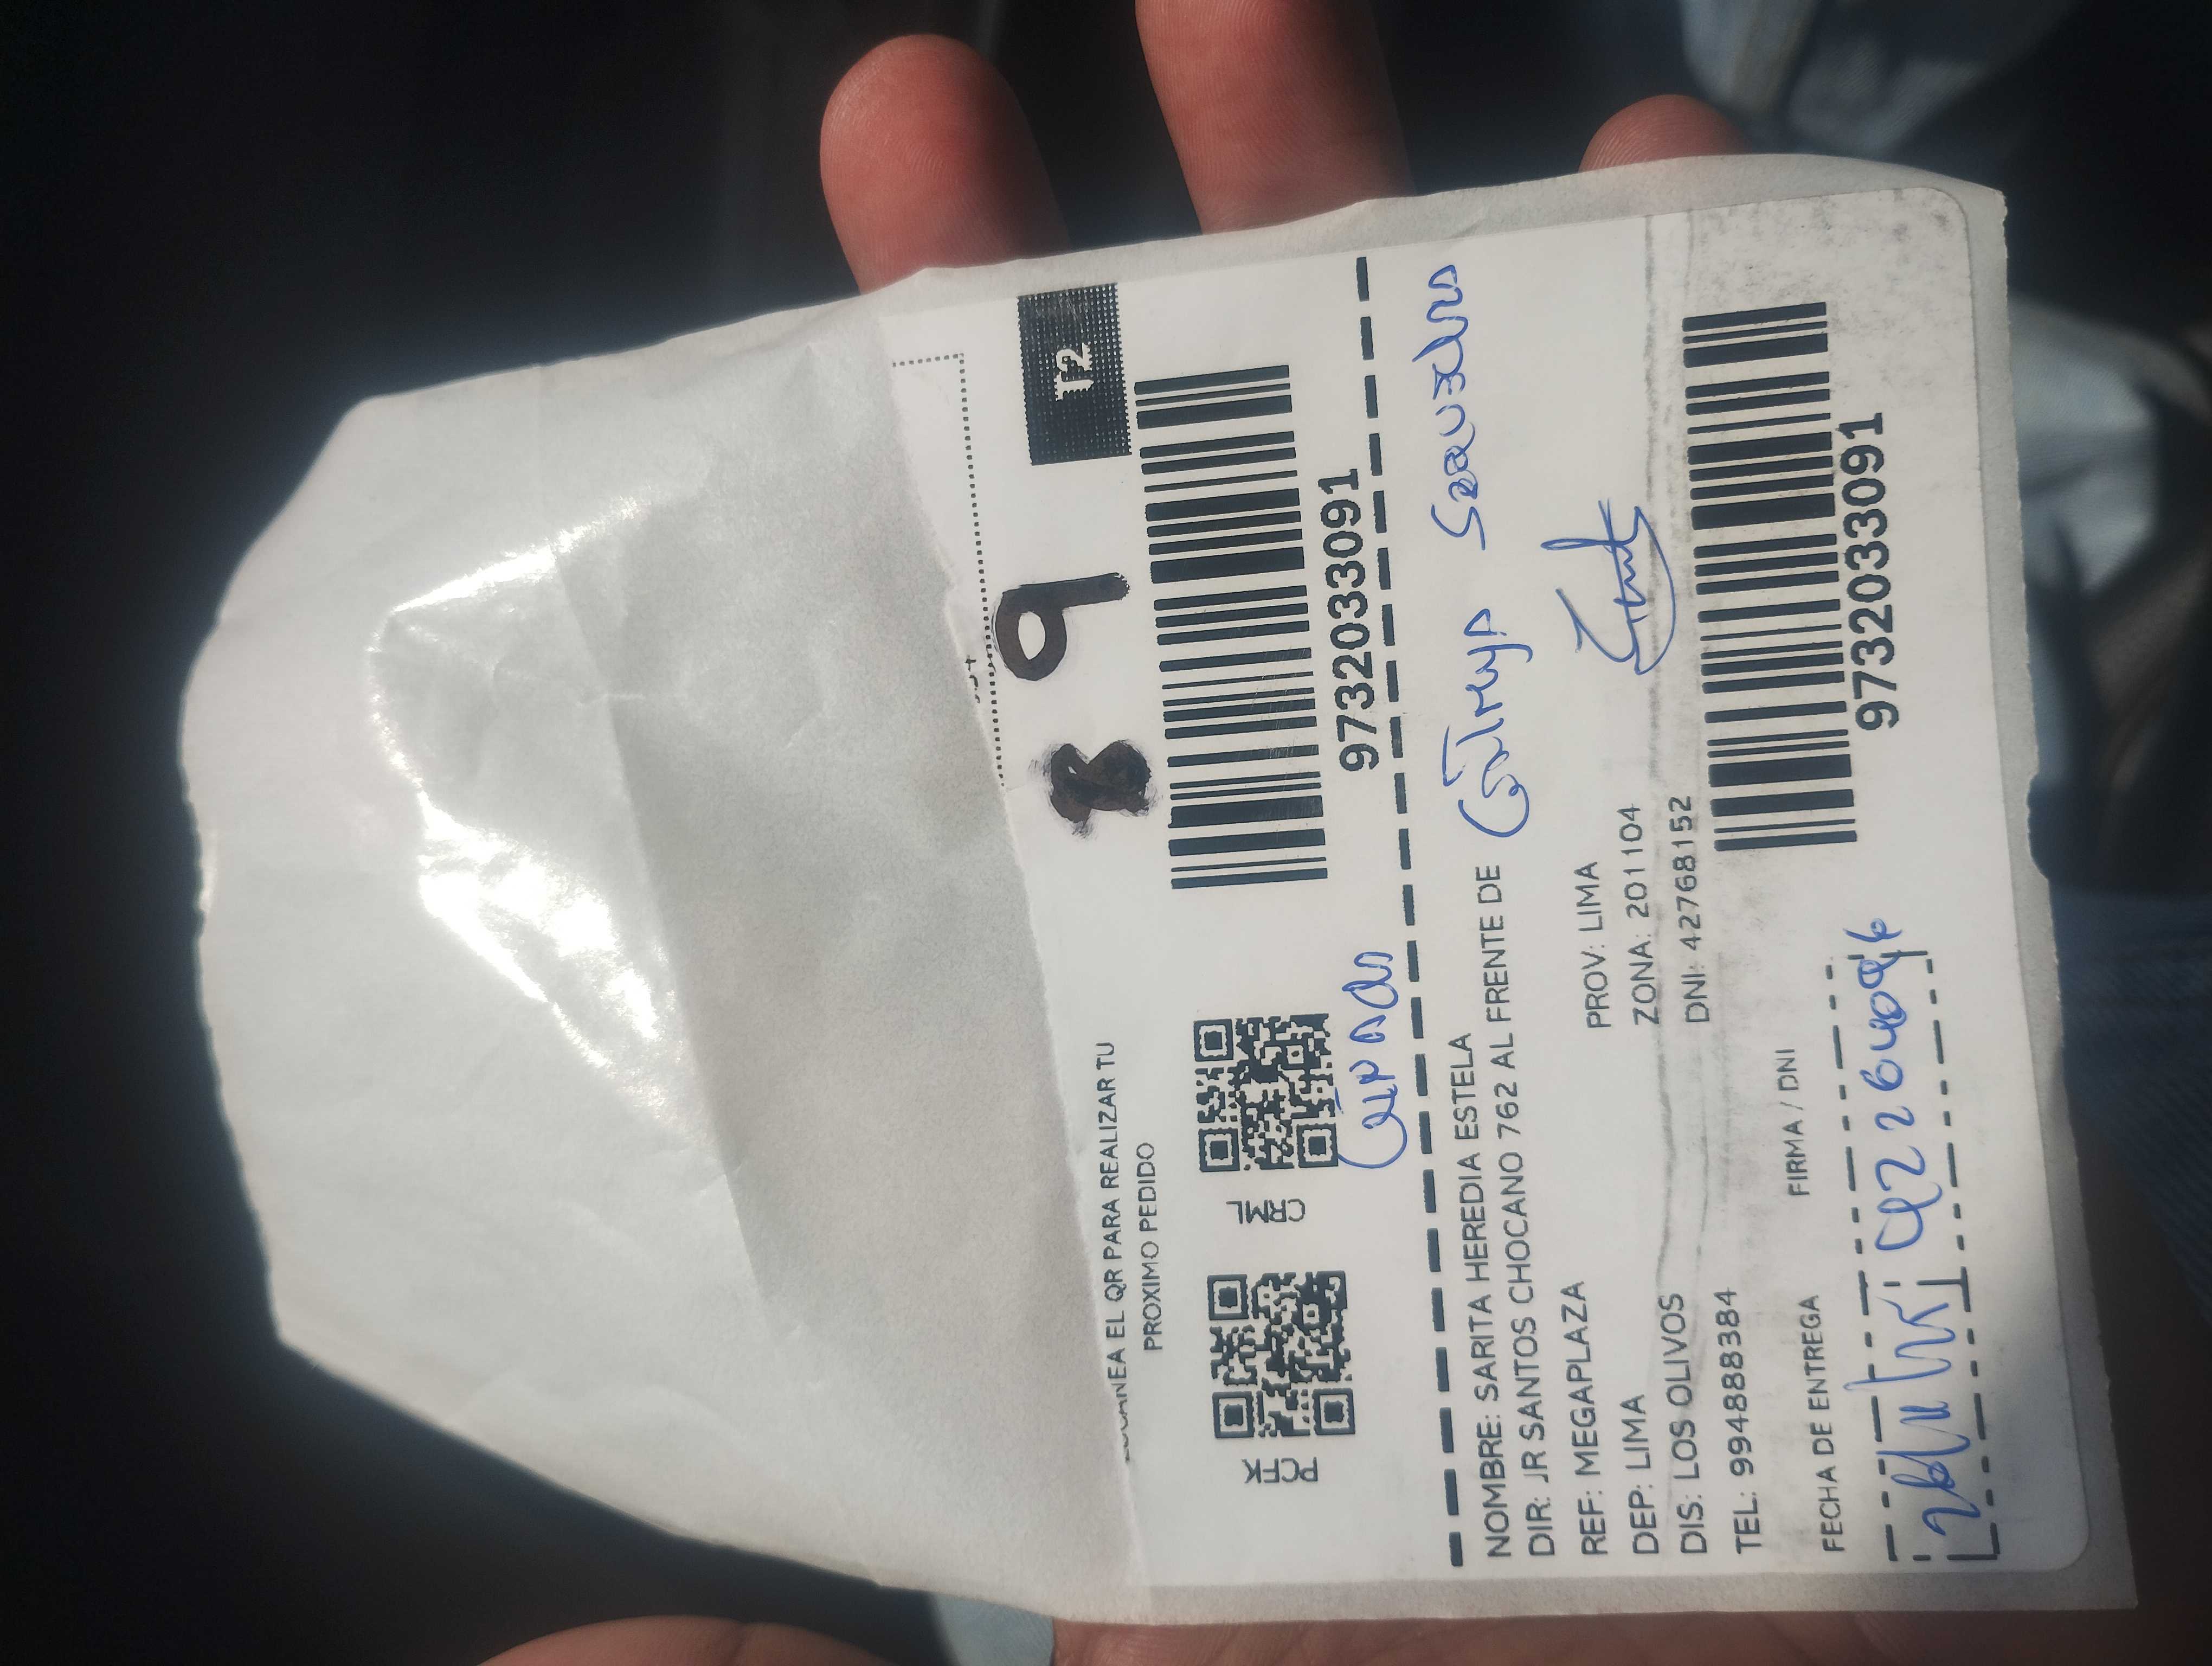 T2
8 9
ESCANEA EL QR PARA REALIZAR TU
PROXIMO PEDIDO
PCFK
CRML
9732033091
NOMBRE: SARITA HEREDIA ESTELA
DIR: JR SANTOS CHOCANO 762 AL FRENTE DE
REF: MEGAPLAZA
DEP: LIMA
PROV: LIMA
DIS: LOS OLIVOS
ZONA: 201104
TEL: 994888384
DNI: 42768152
FECHA DE ENTREGA
FIRMA / DNI
9732033091